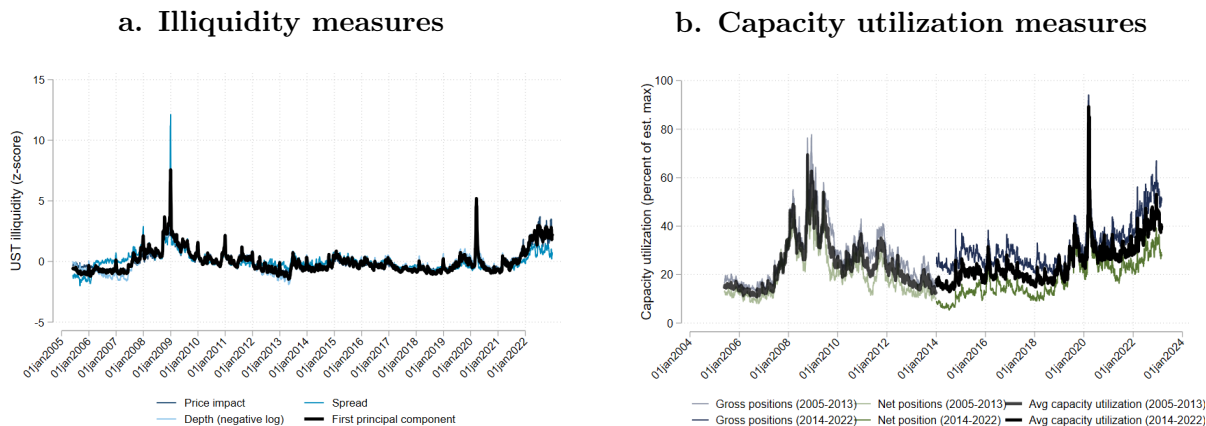 a. Illiquidity measures
UST illiquidity (z-score)
15
10
5
0
-5
01jan2005
01jan2006
01jan2007
01jan2008
01jan2009
01jan2010
01jan2011
01jan2012
01jan2013
01jan2014
01jan2015
01jan2016
01jan2017
01jan2018
01jan2019
01jan2020
01jan2021
01jan2022
Price impact
Spread
Depth (negative log)
First principal component
b. Capacity utilization measures
Capacity utilization (percent of est. max)
100
80
60
40
20
0
01jan2004
01jan2006
01jan2008
01jan2010
01jan2012
01jan2014
01jan2016
01jan2018
01jan2020
01jan2022
01jan2024
Gross positions (2005-2013)
Net positions (2005-2013)
Avg capacity utilization (2005-2013)
Gross positions (2014-2022)
Net position (2014-2022)
Avg capacity utilization (2014-2022)